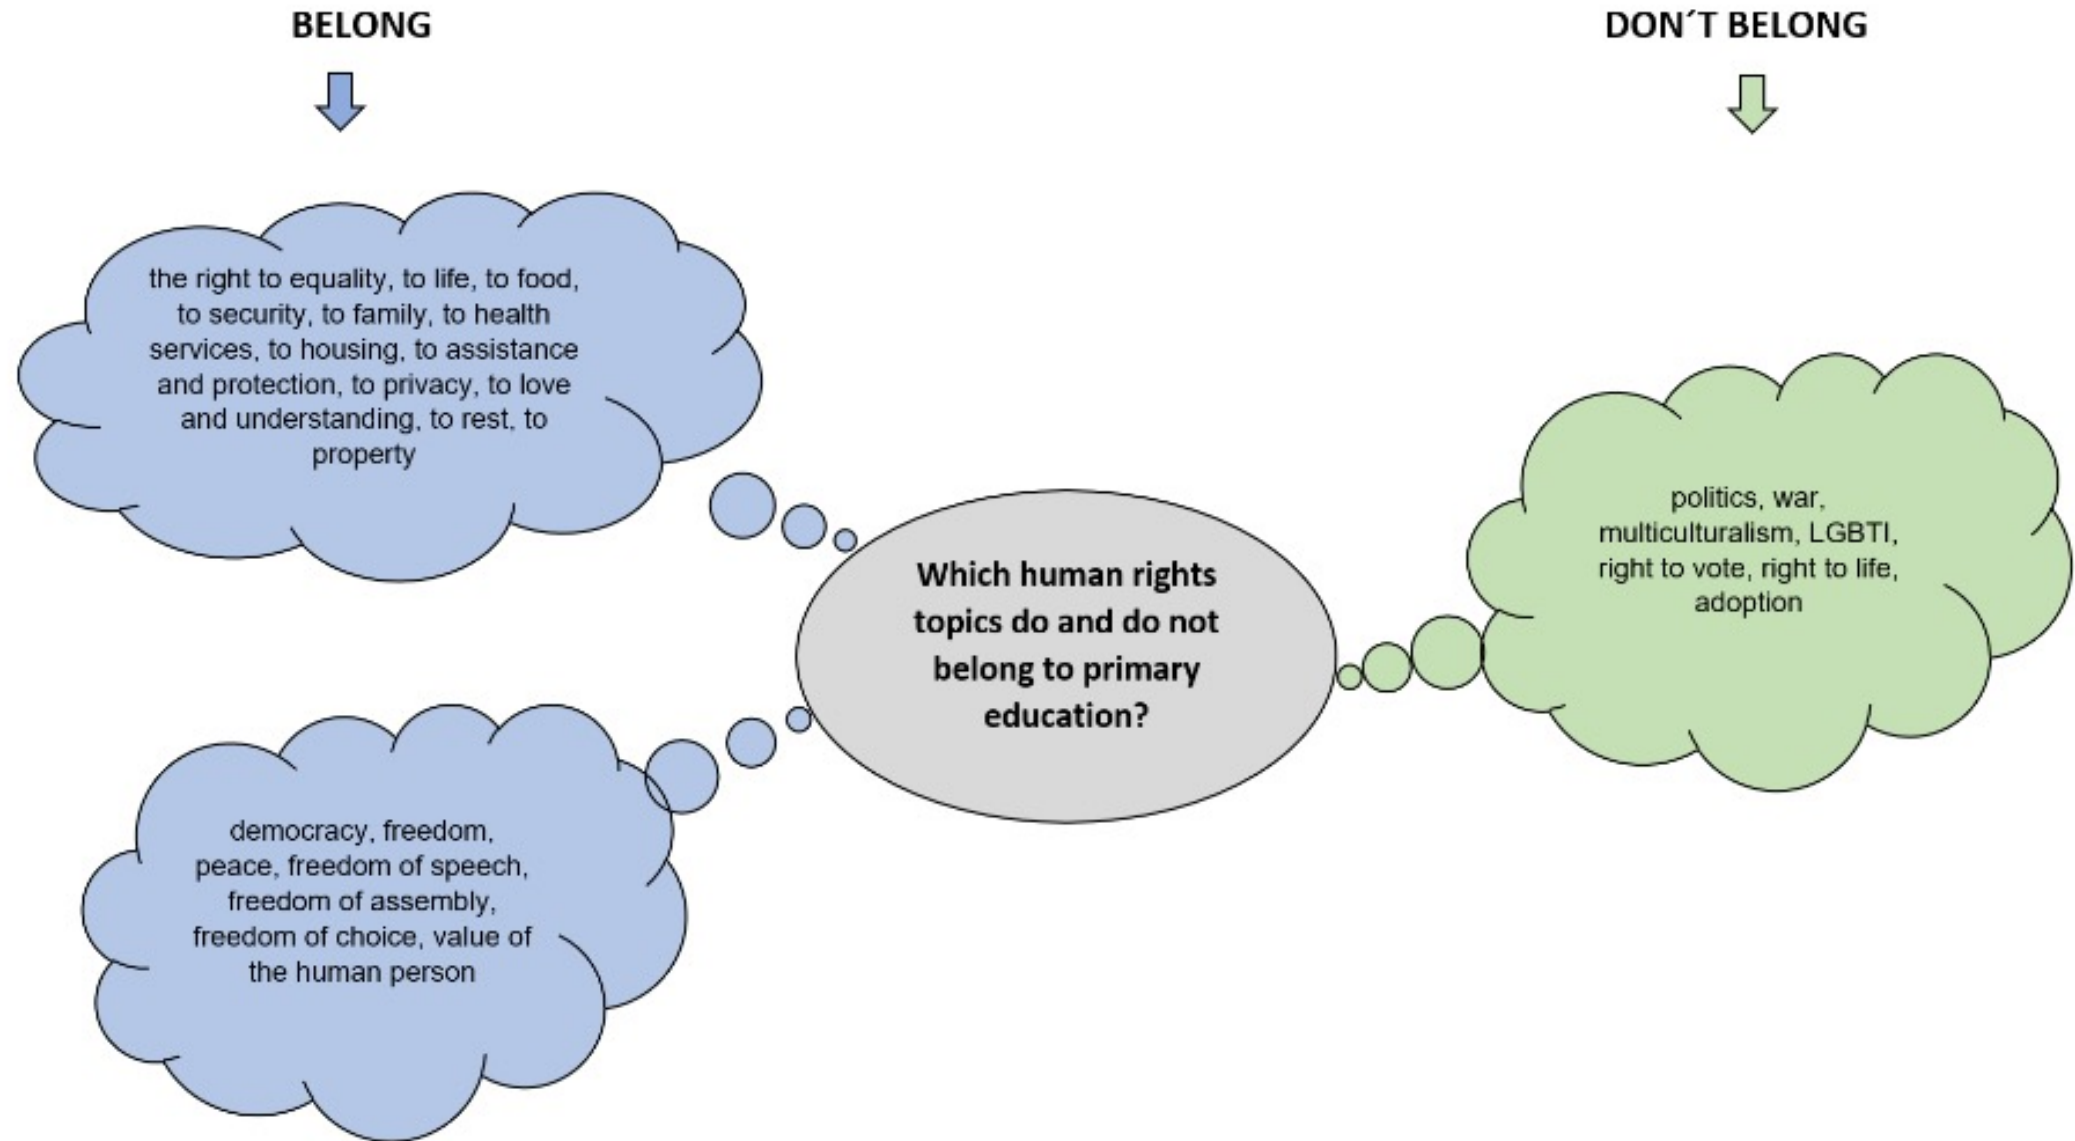 BELONG
DON´T BELONG
the right to equality, to life, to food,
to security, to family, to health
services, to housing, to assistance
and protection, to privacy, to love
and understanding, to rest, to
property
Which human rights
topics do and do not
belong to primary
education?
politics, war,
multiculturalism, LGBTI,
right to vote, right to life,
adoption
democracy, freedom,
peace, freedom of speech,
freedom of assembly,
freedom of choice, value of
the human person